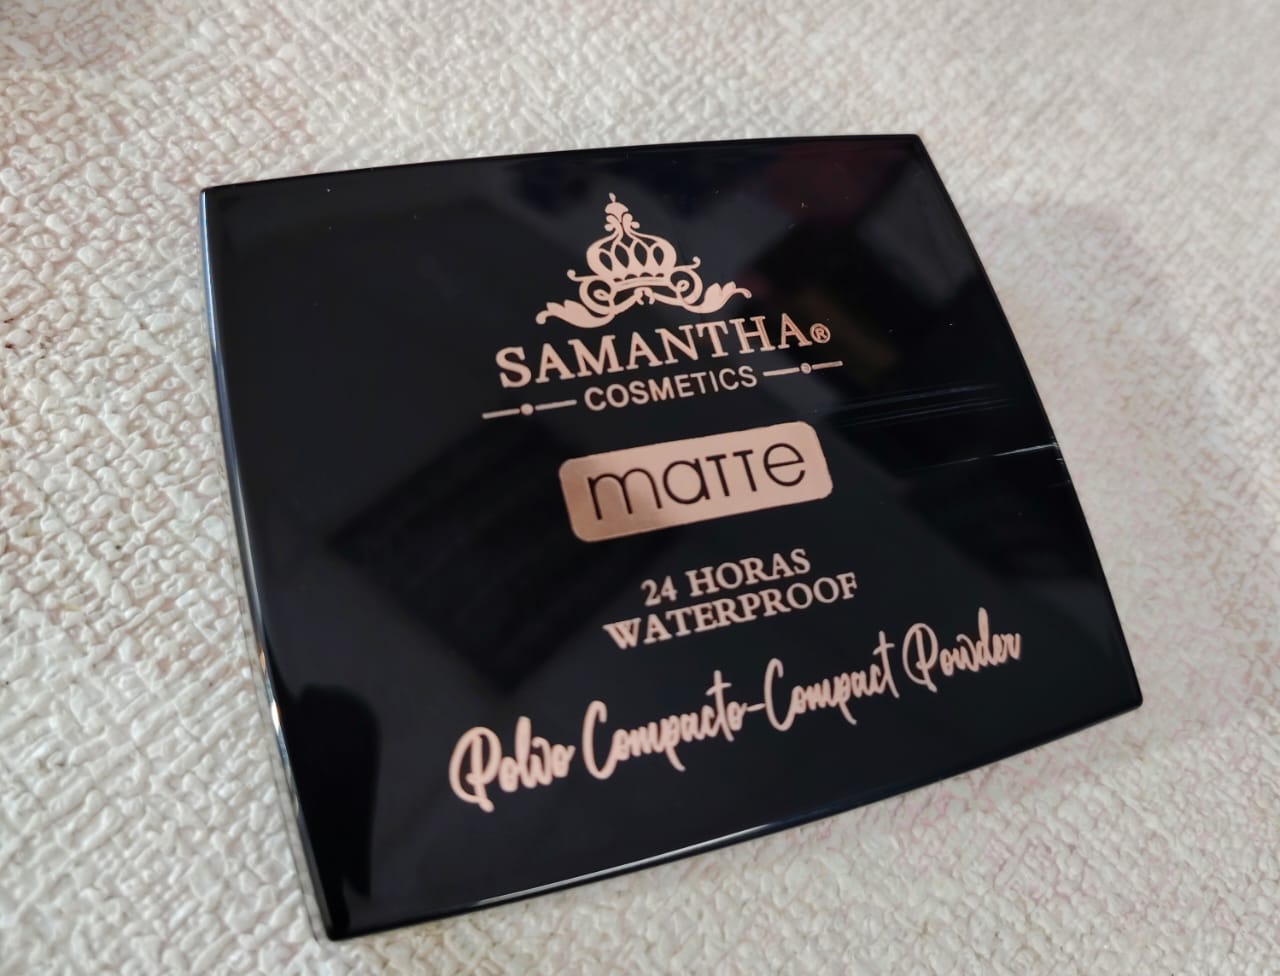 SAMANTHA®
COSMETICS
matte
24 HORAS
WATERPROOF
Polvo Compacto-Compact Powder